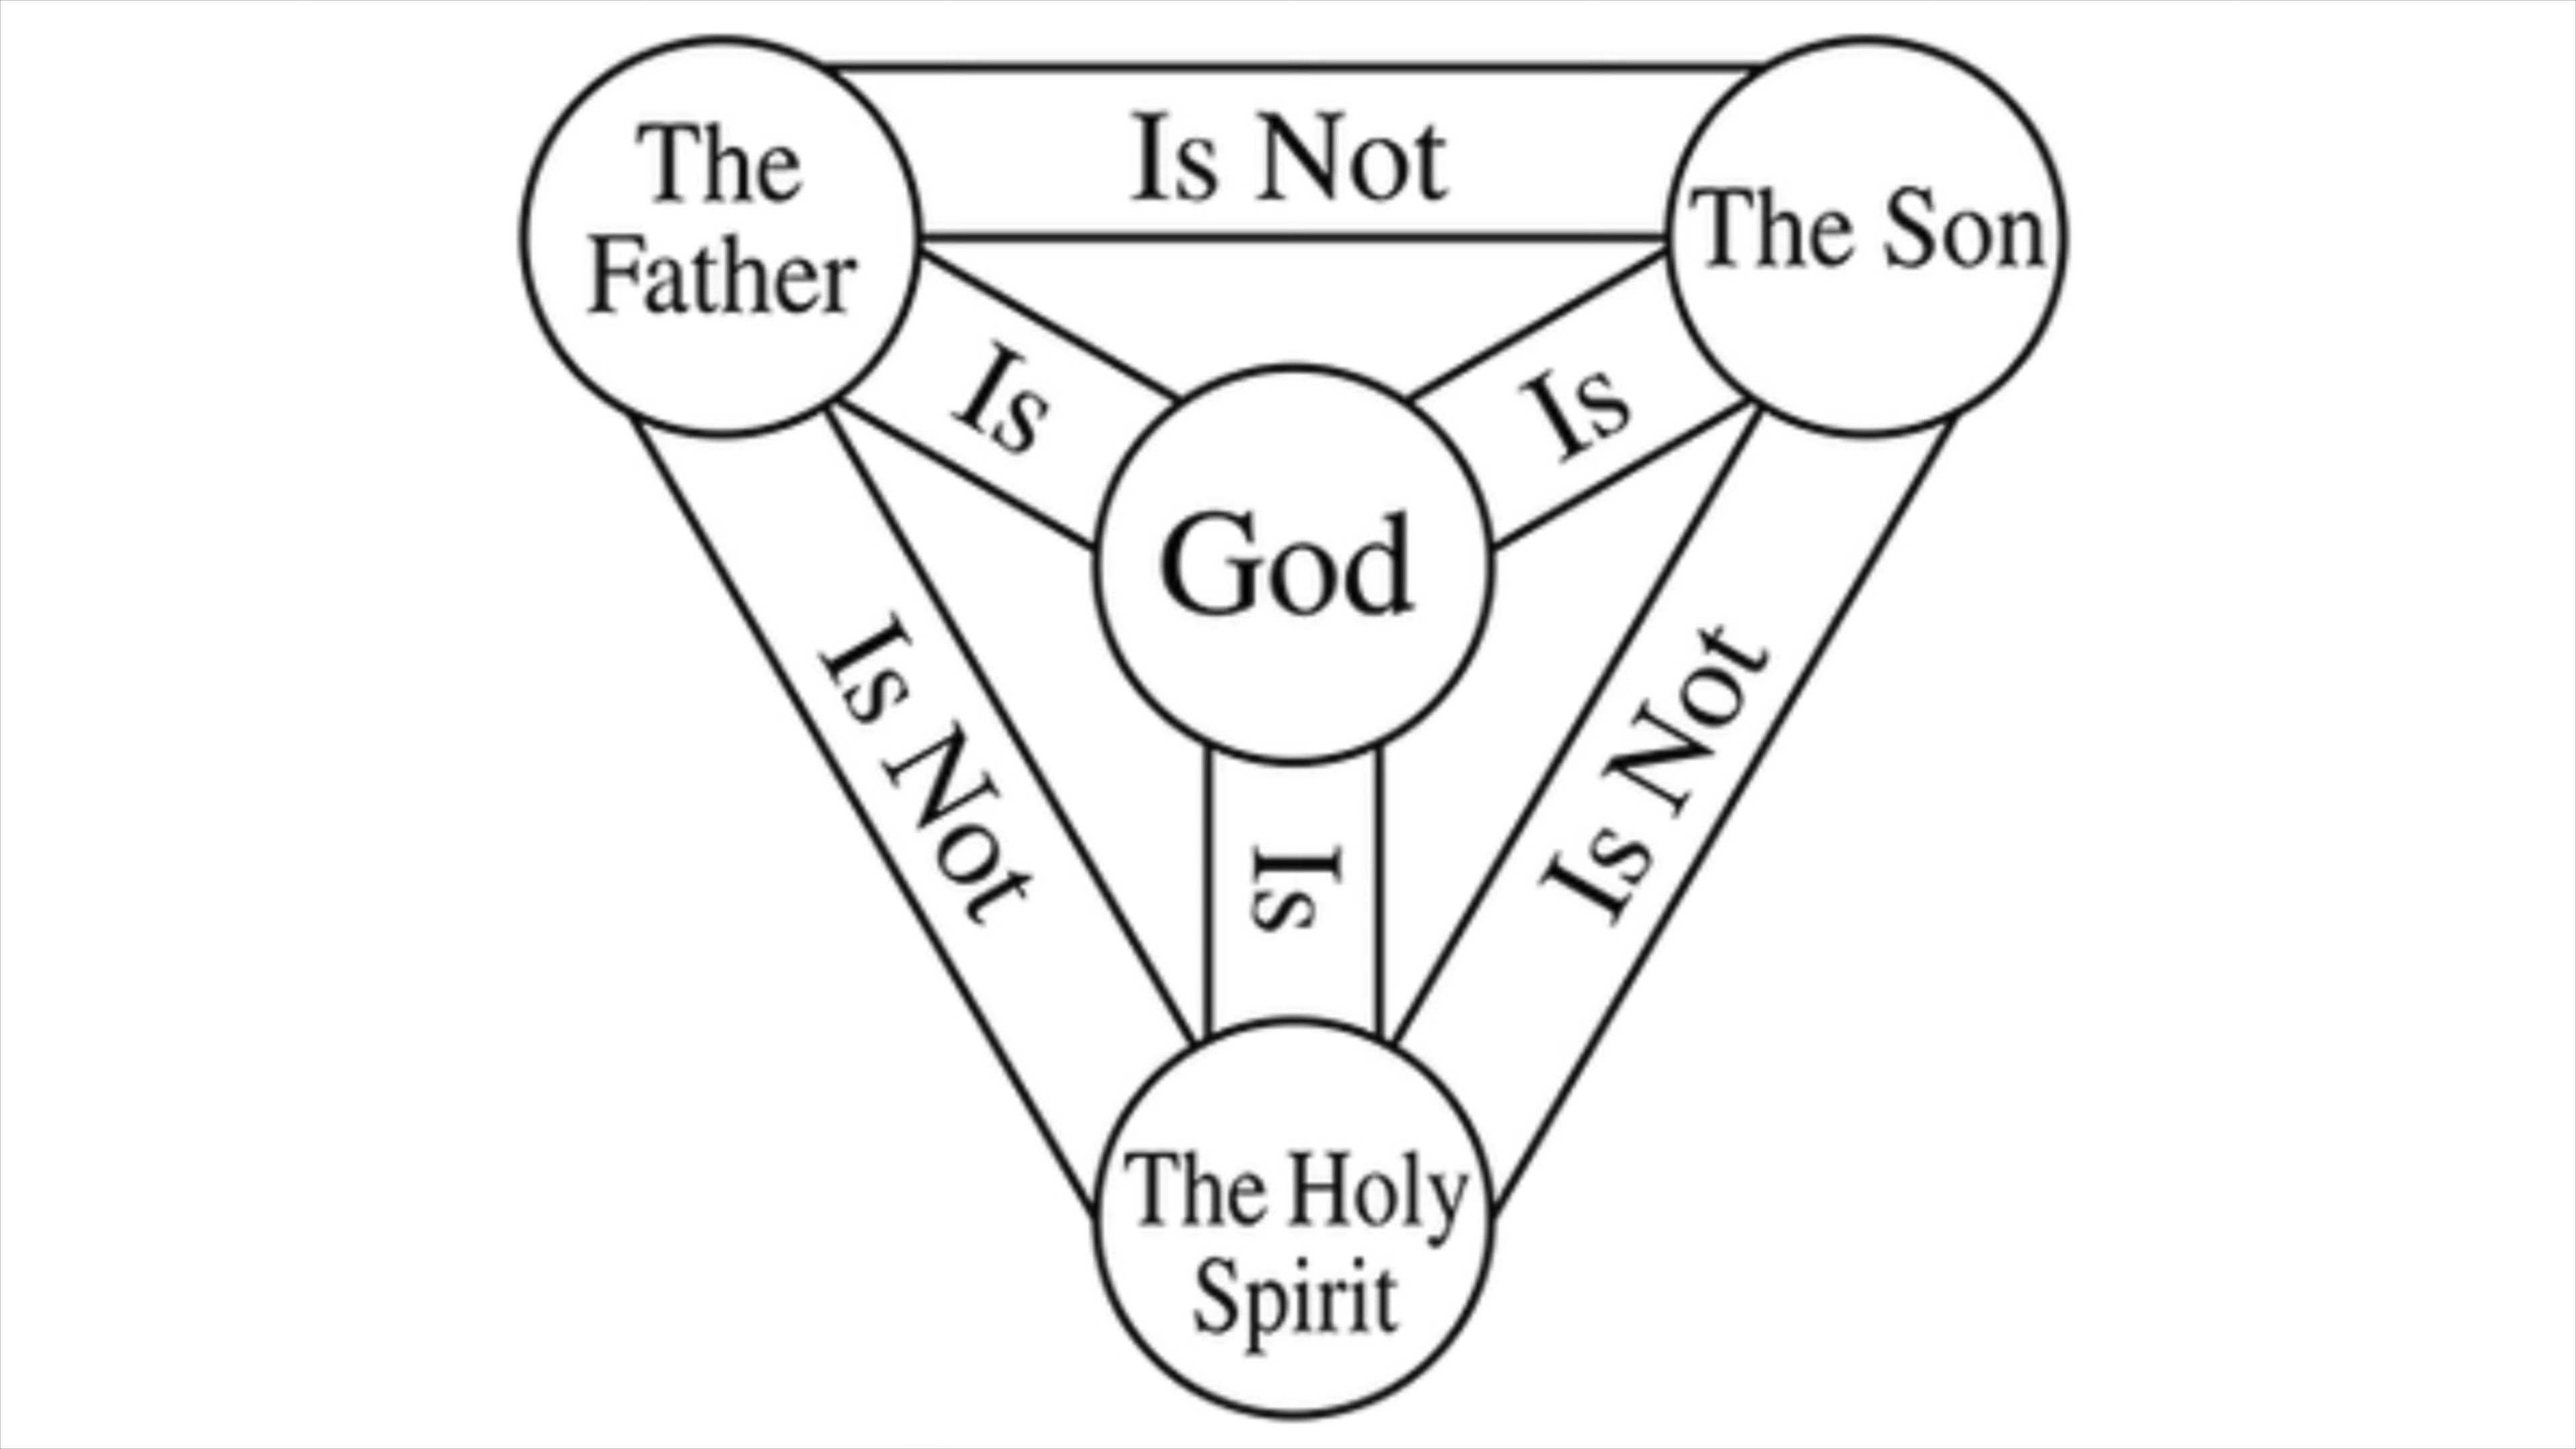 The
Father
Is Not
The Son
Is
Is
God
Is Not
Is Not
Is
The Holy
Spirit